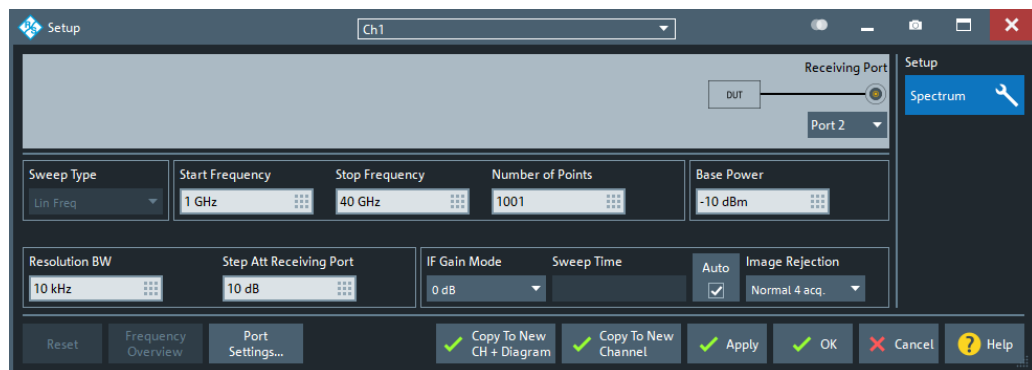 Setup
Ch1
Receiving Port
DUT
Port 2
Setup
Spectrum
Sweep Type
Start Frequency
Stop Frequency
Number of Points
Base Power
Lin Freq
1 GHz
40 GHz
1001
-10 dBm
Resolution BW
Step Att Receiving Port
IF Gain Mode
Sweep Time
Auto
Image Rejection
10 kHz
10 dB
0 dB
Normal 4 acq.
Reset
Frequency
Overview
Port
Settings...
Copy To New
CH + Diagram
Copy To New
Channel
Apply
OK
Cancel
? Help